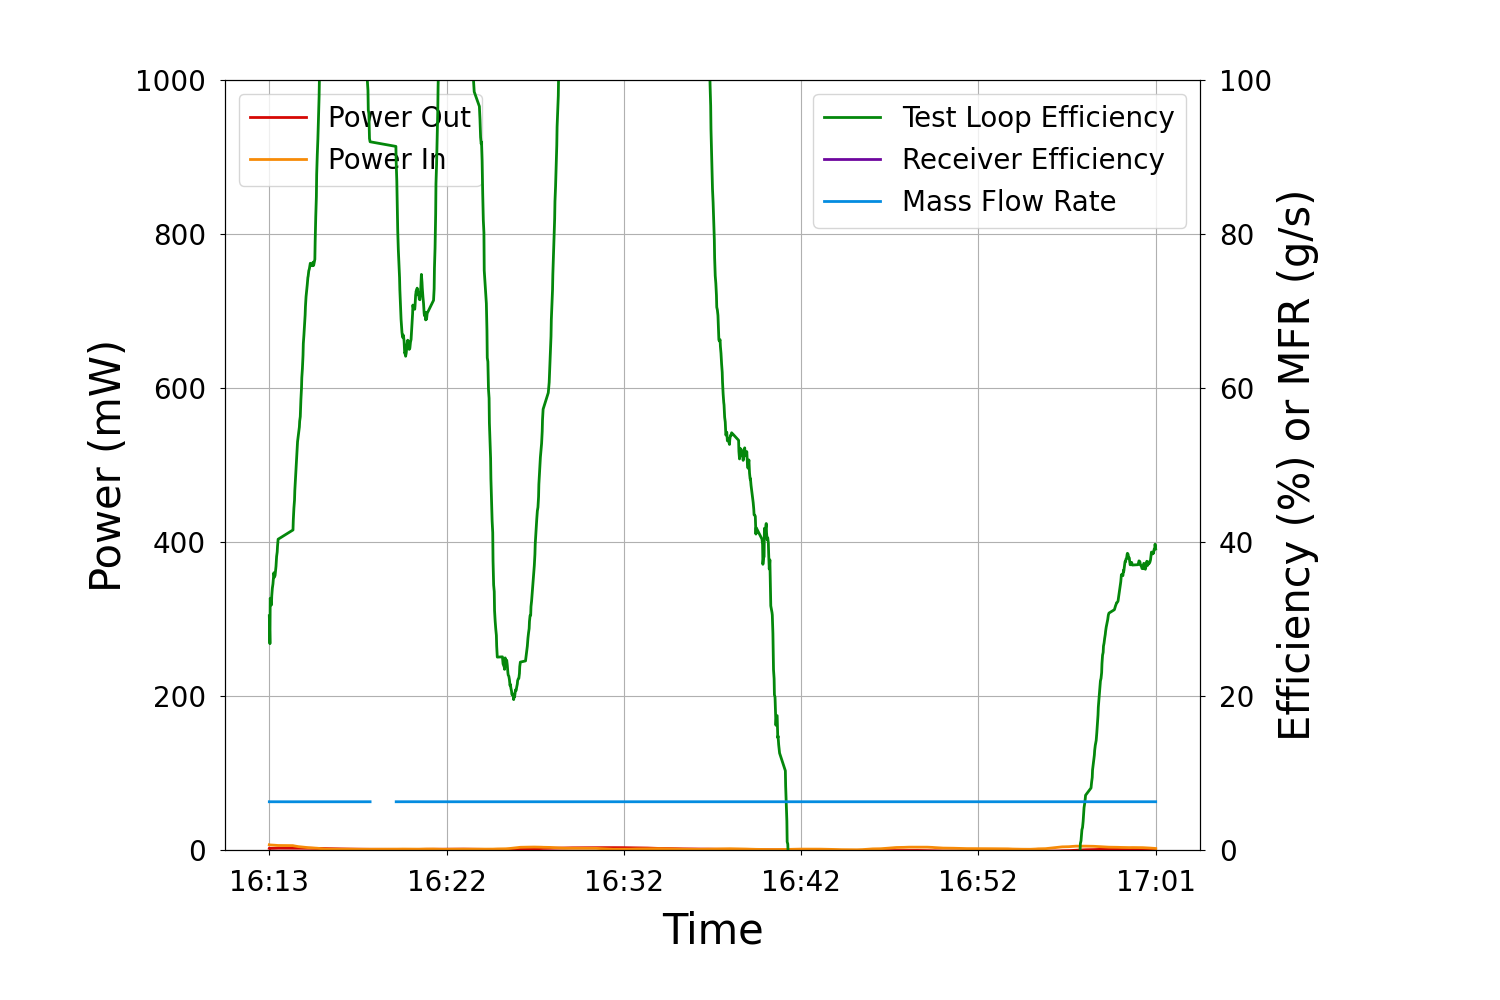 1000
800
600
400
200
0
Power (mW)
Power Out
Power In
Test Loop Efficiency
Receiver Efficiency
Mass Flow Rate
100
80
60
40
20
0
Efficiency (%) or MFR (g/s)
16:13 16:22 16:32 16:42 16:52 17:01
Time